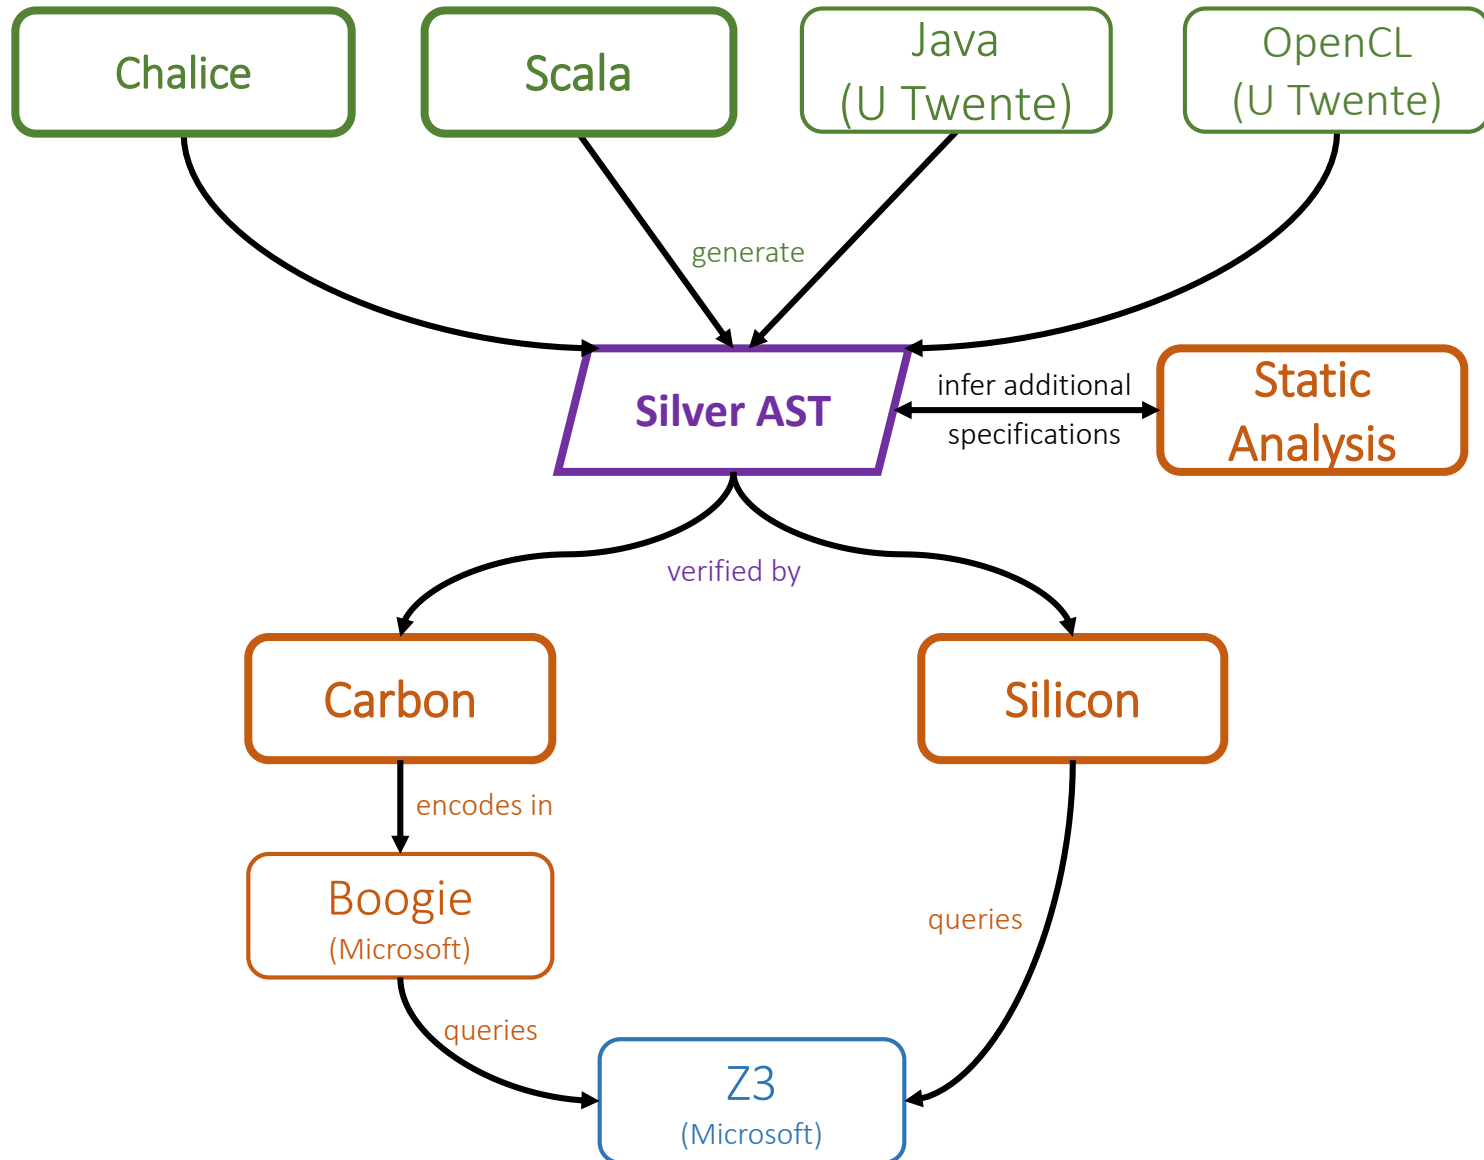 Chalice
Scala
Java
(U Twente)
OpenCL
(U Twente)
generate
Silver AST
infer additional
specifications
Static
Analysis
verified by
Carbon
Silicon
encodes in
Boogie
(Microsoft)
queries
queries
Z3
(Microsoft)